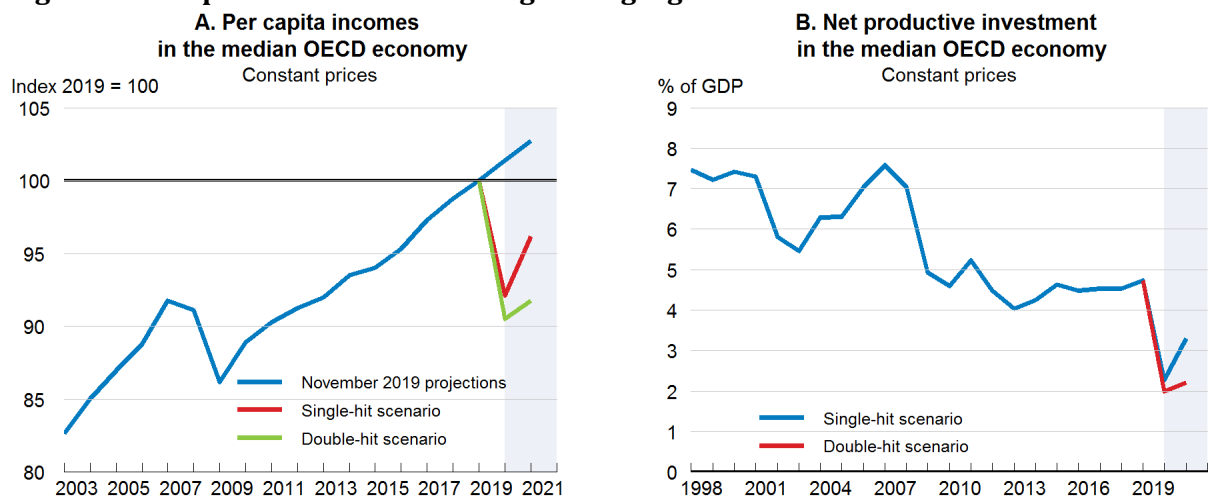 A. Per capita incomes
in the median OECD economy
Constant prices
Index 2019 = 100
105
100
95
90
85
80
November 2019 projections
Single-hit scenario
Double-hit scenario
2003 2005 2007 2009 2011 2013 2015 2017 2019 2021
B. Net productive investment
in the median OECD economy
Constant prices
% of GDP
9
8
7
6
5
4
3
2
1
0
Single-hit scenario
Double-hit scenario
1998 2001 2004 2007 2010 2013 2016 2019